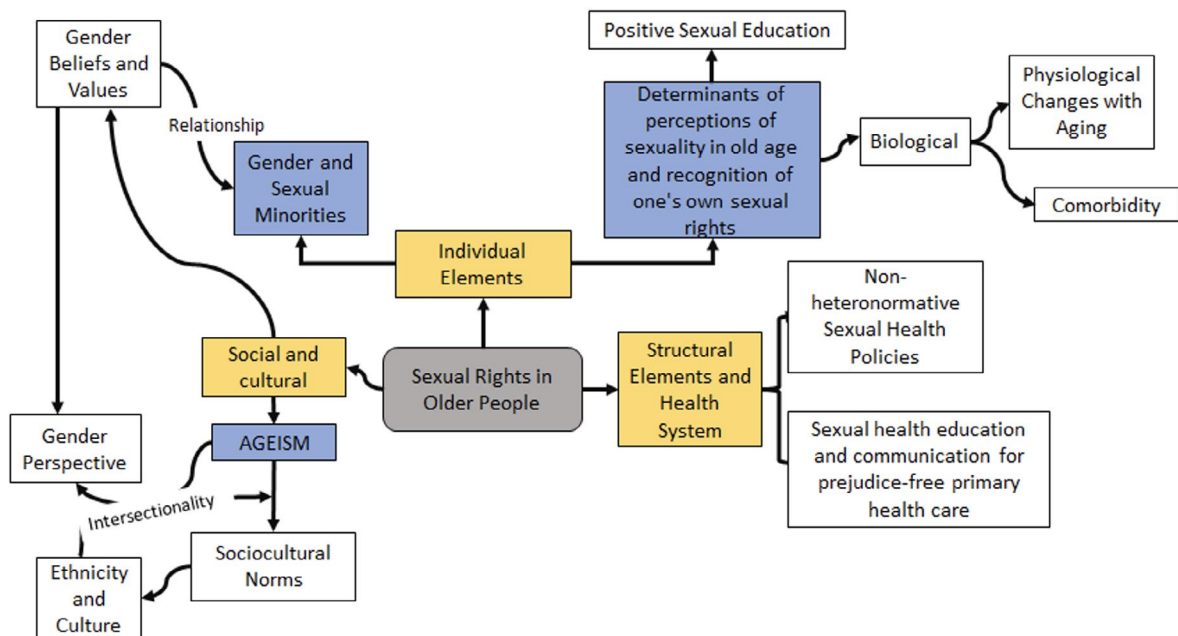 Gender
Beliefs and
Values
Relationship
Gender and
Sexual
Minorities
Positive Sexual Education
Determinants of
perceptions of
sexuality in old age
and recognition of
one's own sexual
rights
Biological
Physiological
Changes with
Aging
Comorbidity
Individual
Elements
Social and
cultural
Sexual Rights in
Older People
Structural
Elements and
Health
System
Non-
heteronormative
Sexual Health
Policies
Sexual health education
and communication for
prejudice-free primary
health care
Gender
Perspective
AGEISM
Intersectionality
Ethnicity
and
Culture
Sociocultural
Norms